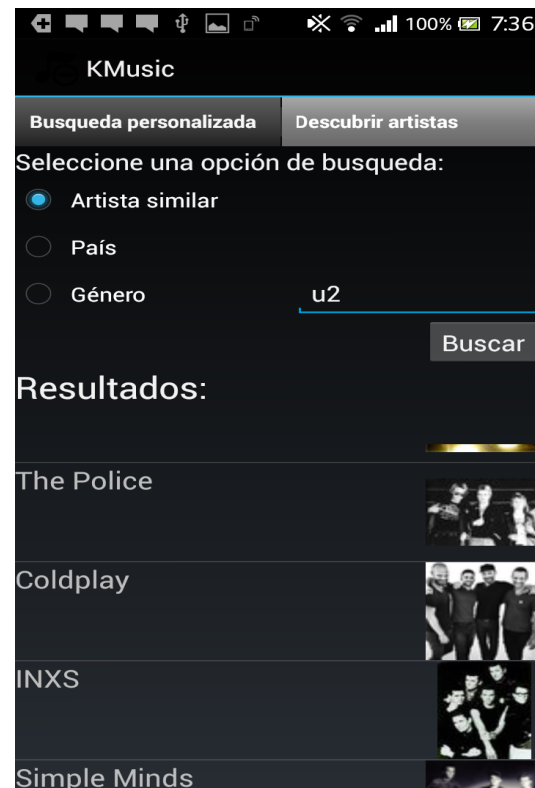 100% 7:36
KMusic
Busqueda personalizada Descubrir artistas
Seleccione una opción de busqueda:
Artista similar
País
Género u2
Buscar
Resultados:
The Police
Coldplay
INXS
Simple Minds